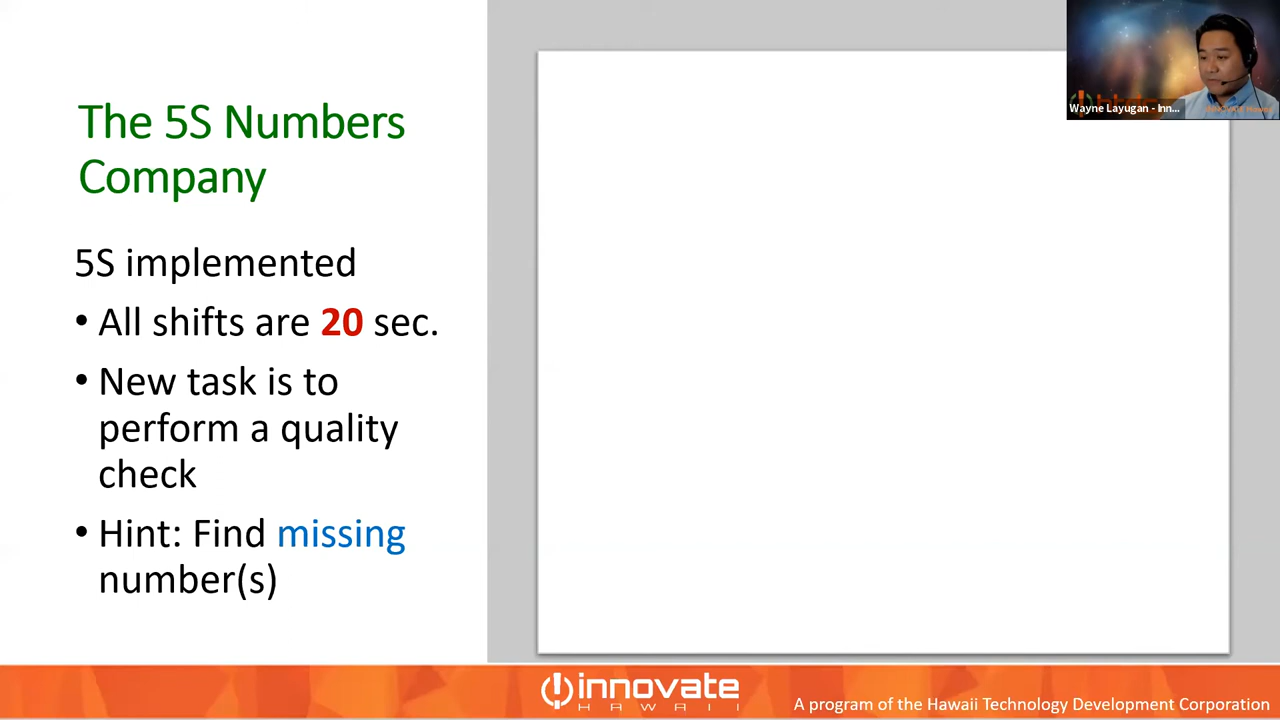 The 5S Numbers
Company
5S implemented
• All shifts are 20 sec.
• New task is to
perform a quality
check
• Hint: Find missing
number(s)
Wayne Layugan - Inn...
innovate
HAWAII
A program of the Hawaii Technology Development Corporation